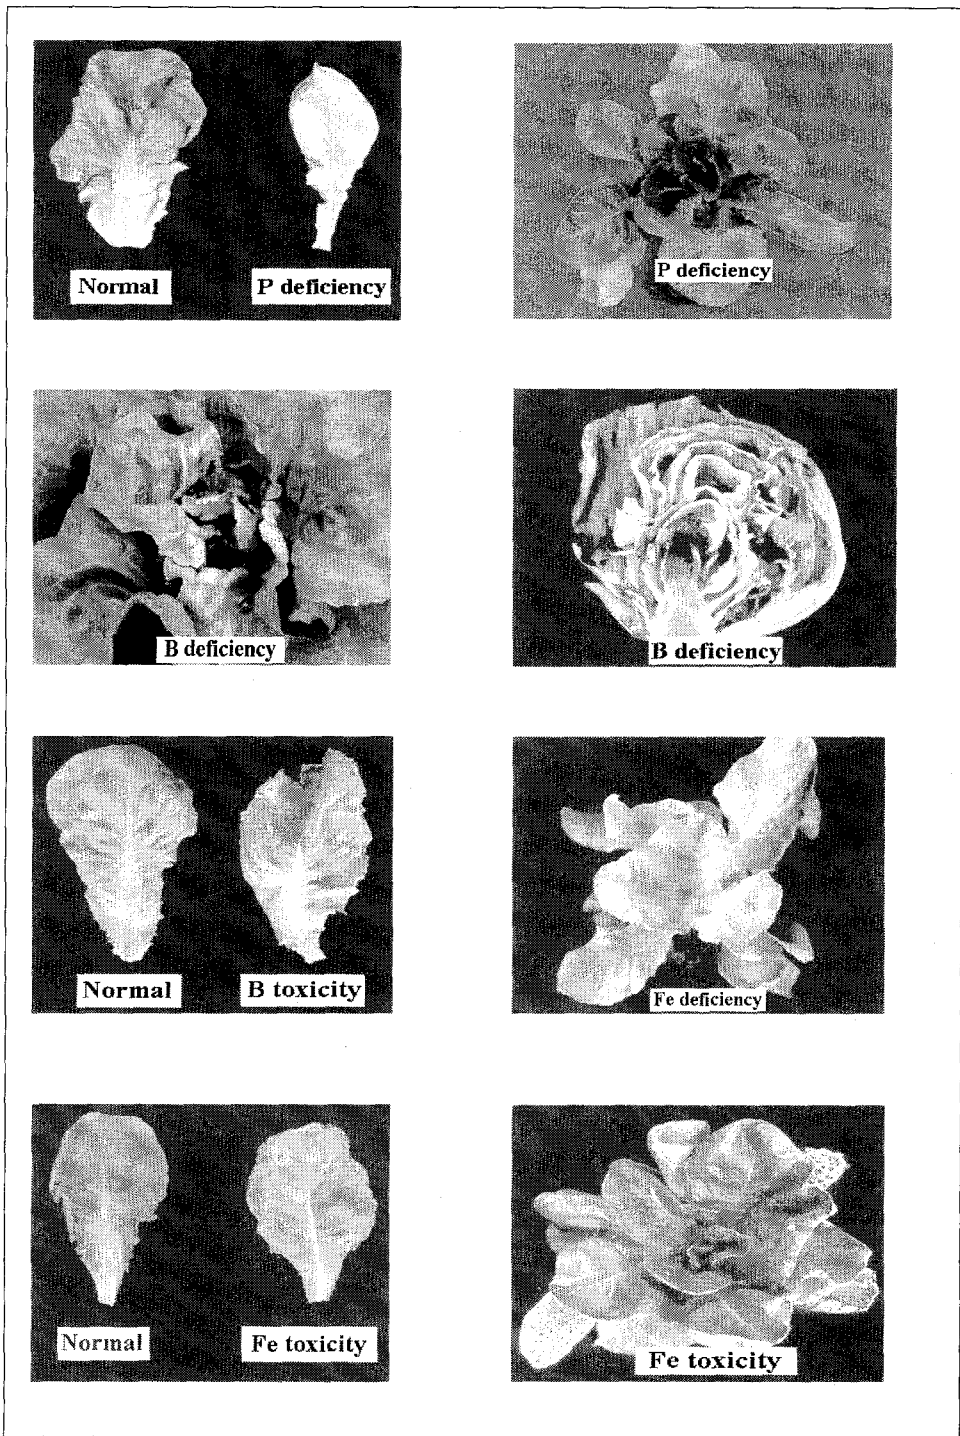 Normal
P deficiency
P deficiency
B deficiency
B deficiency
Normal
B toxicity
Fe deficiency
Normal
Fe toxicity
Fe toxicity